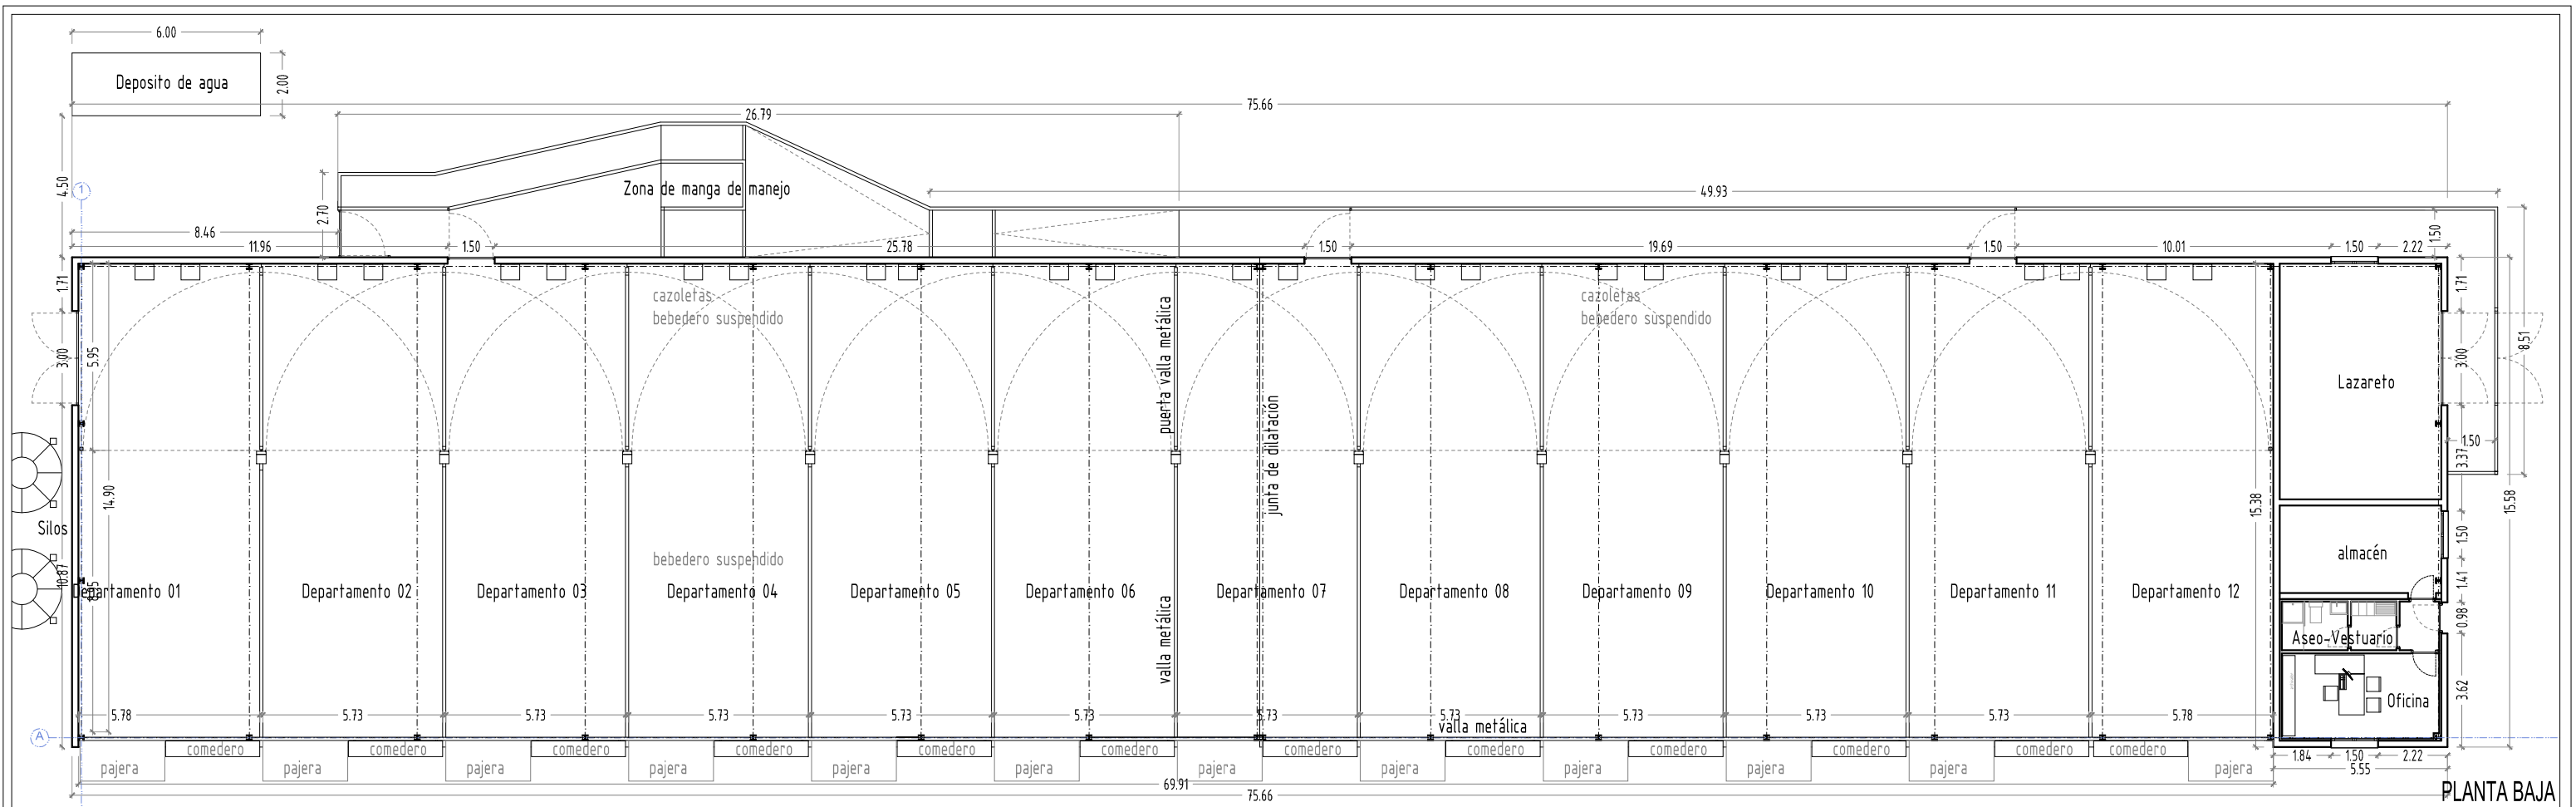 6.00
Deposito de agua
2.00
75.66
26.79
4.50
1
2.70
Zona de manga de manejo
49.93
8.46
11.96
1.50
25.78
1.50
19.69
1.50
10.01
1.50
2.22
1.50
1.71
cazoletas
bebedero suspendido
puerta valla metálica
cazoletas
bebedero suspendido
1.71
3.00
5.95
8.51
3.00
Lazareto
junta de dilatación
1.50
3.37
14.90
15.38
15.58
Silos
1.50
almacén
bebedero suspendido
10.87
1.41
Departamento 01
Departamento 02
Departamento 03
Departamento 04
Departamento 05
Departamento 06
Departamento 07
Departamento 08
Departamento 09
Departamento 10
Departamento 11
Departamento 12
0.98
valla metálica
Aseo-Vestuario
3.62
Oficina
5.78
5.73
5.73
5.73
5.73
5.73
5.73
5.73
5.73
5.73
5.73
5.78
valla metálica
A
comedero
comedero
comedero
comedero
comedero
comedero
comedero
comedero
comedero
comedero
comedero
comedero
1.84
1.50
2.22
pajera
pajera
pajera
pajera
pajera
pajera
pajera
pajera
pajera
pajera
pajera
pajera
5.55
69.91
75.66
PLANTA BAJA